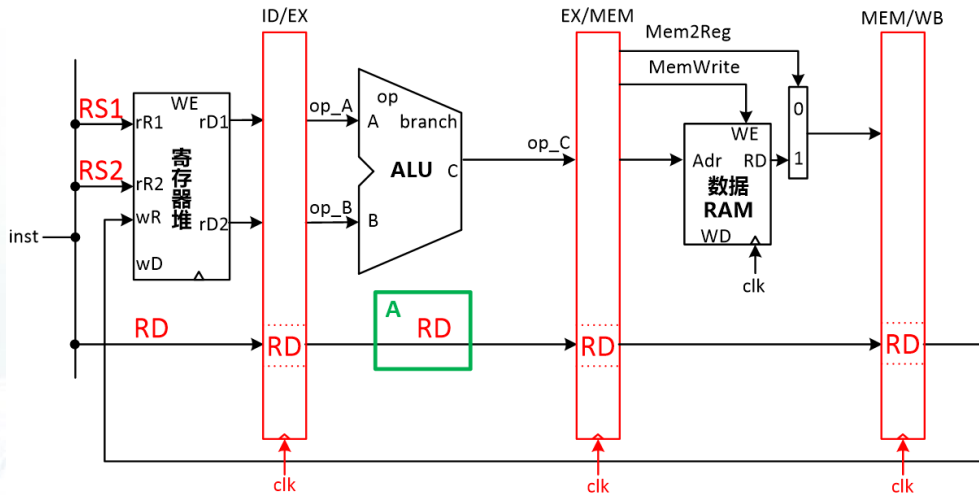 ID/EX
EX/MEM
MEM/WB
Mem2Reg
MemWrite
RS1
RS2
inst
WE
rR1
rD1
rR2
rD2
wR
wD
寄存器堆
op_A
op_B
op
A
branch
ALU
C
B
op_C
WE
Adr
RD
数据
RAM
WD
clk
0
1
RD
RD
A
RD
RD
RD
clk
clk
clk